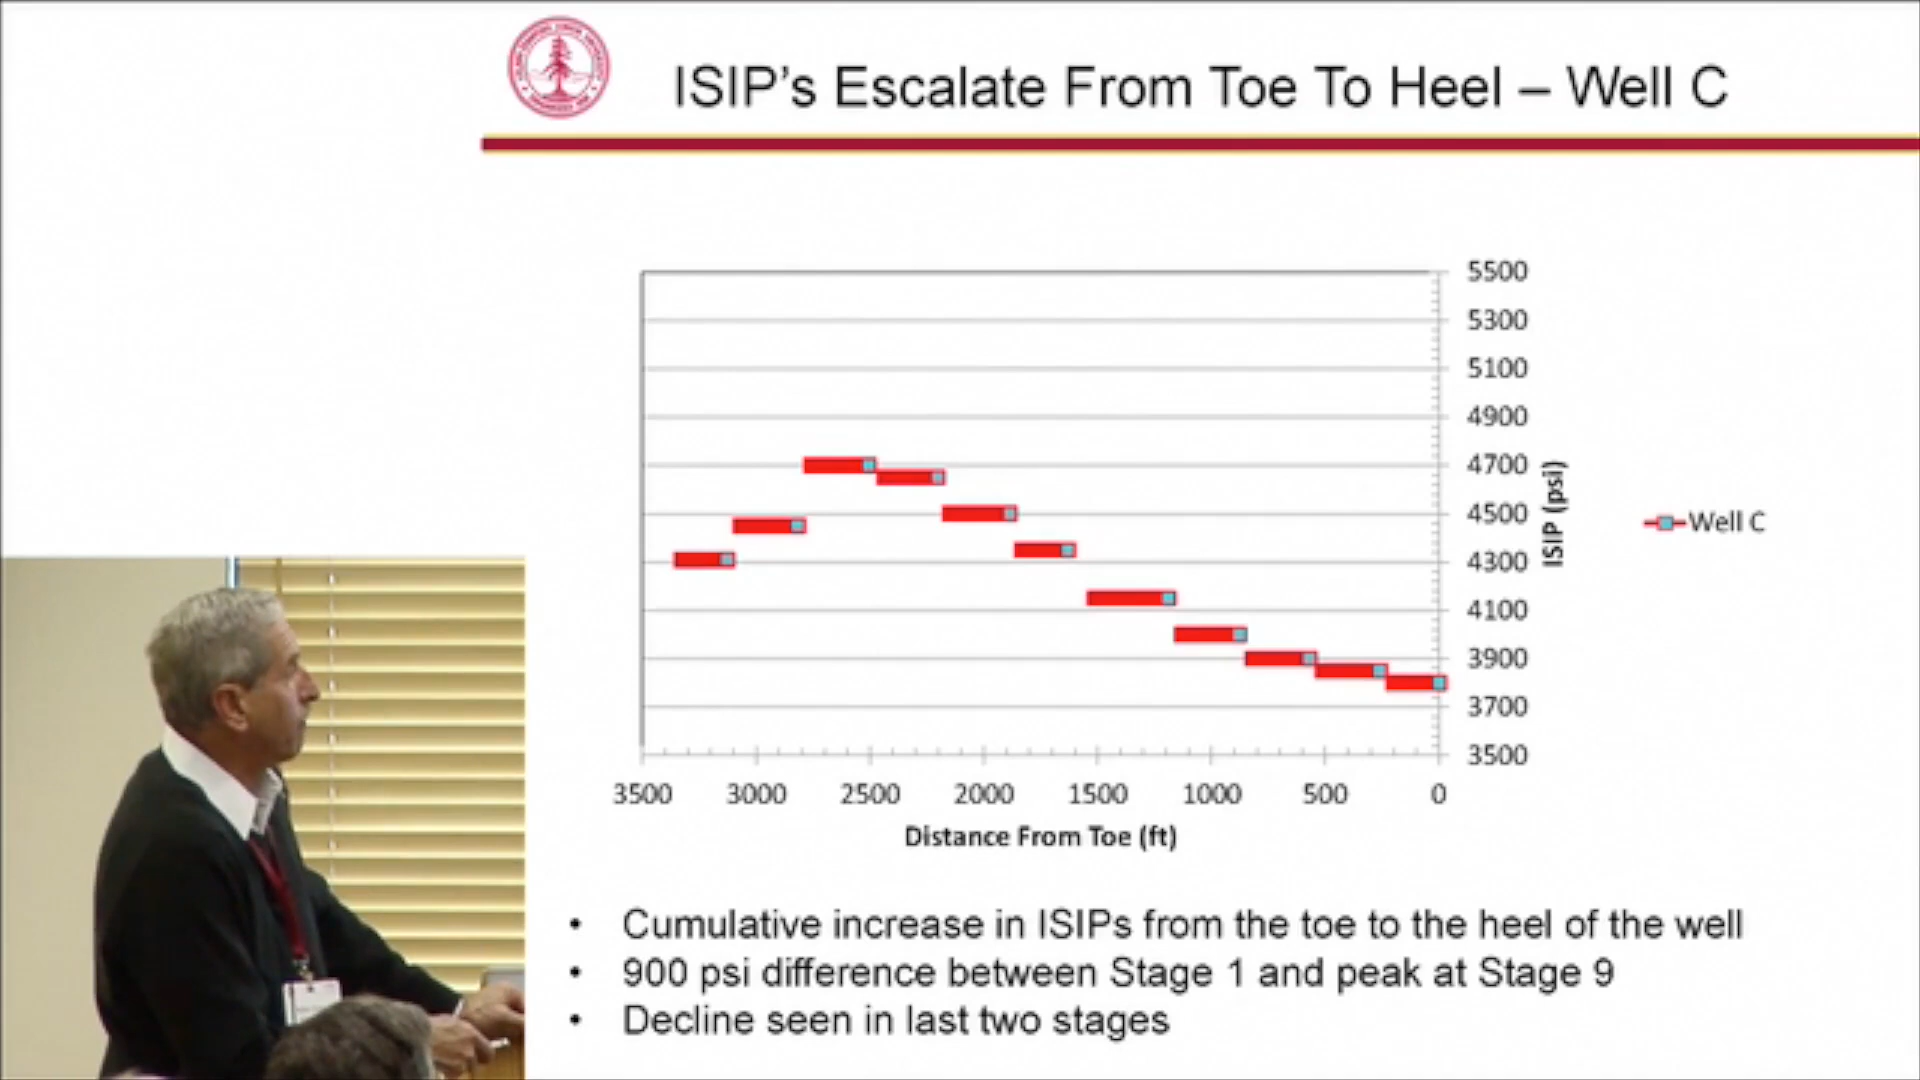 ISIP's Escalate From Toe To Heel – Well C
5500
5300
5100
4900
4700
4500
4300
4100
3900
3700
3500
ISIP (psi)
Well C
3500 3000 2500 2000 1500 1000 500 0
Distance From Toe (ft)
• Cumulative increase in ISIPs from the toe to the heel of the well
• 900 psi difference between Stage 1 and peak at Stage 9
• Decline seen in last two stages